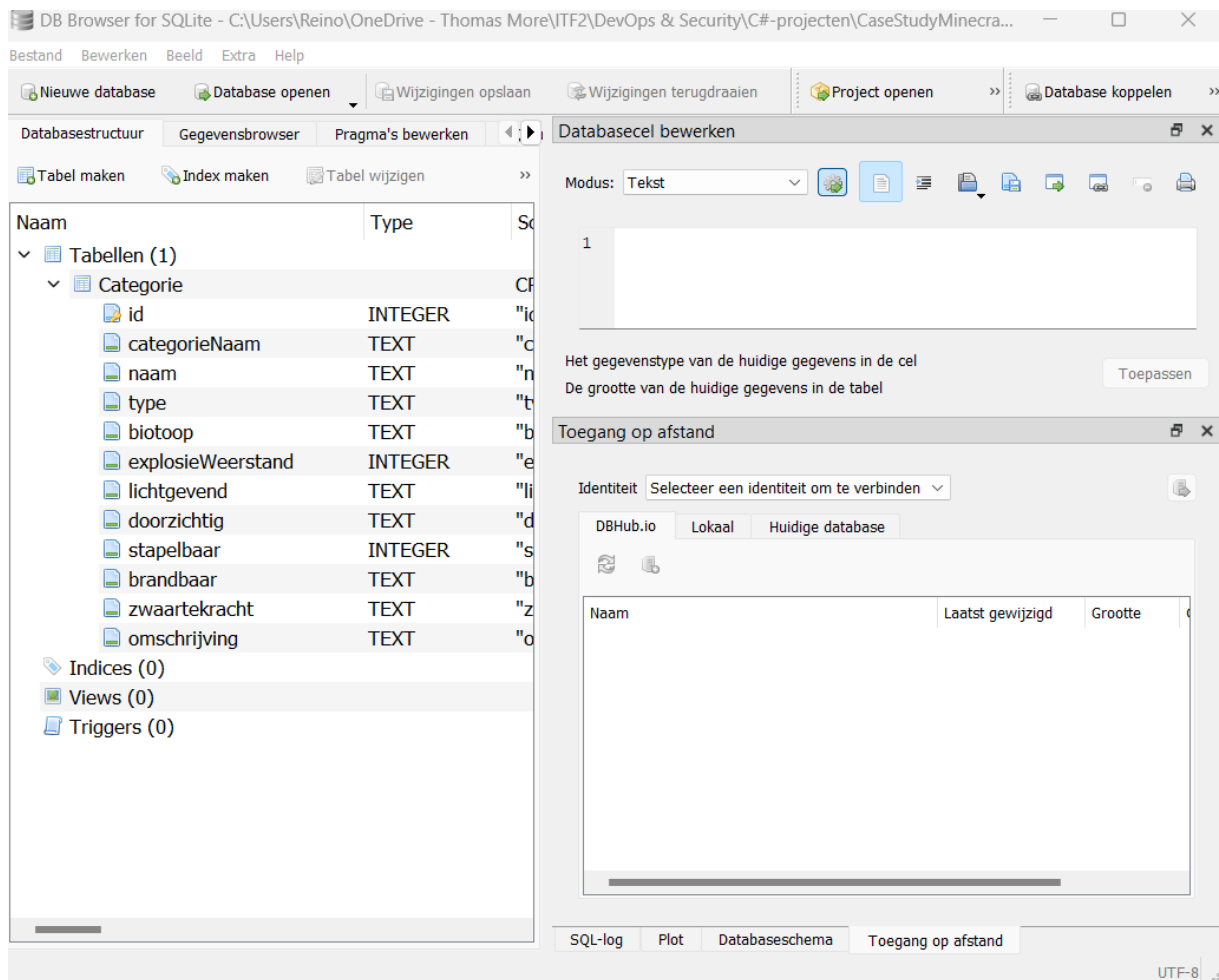 DB Browser for SQLite - C:\Users\Reino\OneDrive - Thomas More\ITF2\DevOps & Security\C#-projecten\CaseStudyMinecra...
Bestand Bewerken Beeld Extra Help
Nieuwe database Database openen Wijzigingen opslaan Wijzigingen terugdraaien Project openen » Database koppelen »
Databasestructuur Gegevensbrowser Pragma's bewerken
Tabel maken Index maken Tabel wijzigen »
Naam Type
Tabellen (1)
Categorie
id INTEGER
categorieNaam TEXT
naam TEXT
type TEXT
biotoop TEXT
explosieWeerstand INTEGER
lichtgevend TEXT
doorzichtig TEXT
stapelbaar INTEGER
brandbaar TEXT
zwaartekracht TEXT
omschrijving TEXT
Indices (0)
Views (0)
Triggers (0)
Databasecel bewerken
Modus: Tekst
1
Het gegevenstype van de huidige gegevens in de cel
De grootte van de huidige gegevens in de tabel
Toepassen
Toegang op afstand
Identiteit Selecteer een identiteit om te verbinden
DBHub.io Lokaal Huidige database
Naam Laatst gewijzigd Grootte
SQL-log Plot Databaseschema Toegang op afstand
UTF-8